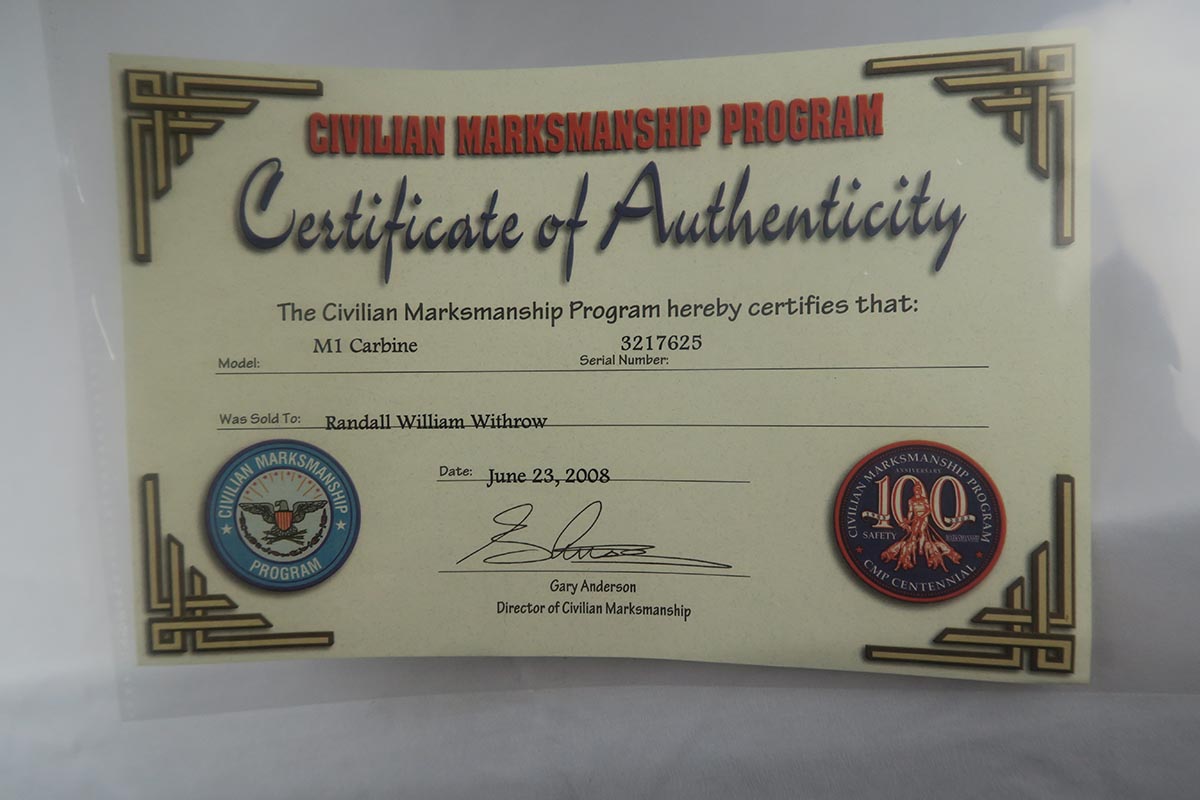 CIVILIAN MARKSMANSHIP PROGRAM
Certificate of Authenticity
The Civilian Marksmanship Program hereby certifies that:
Model: M1 Carbine Serial Number: 3217625
Was Sold To: Randall William Withrow
Date: June 23, 2008
Gary Anderson
Director of Civilian Marksmanship
CIVILIAN MARKSMANSHIP
PROGRAM
CIVILIAN MARKSMANSHIP PROGRAM
ANNIVERSARY
100
SAFETY
CMP CENTENNIAL